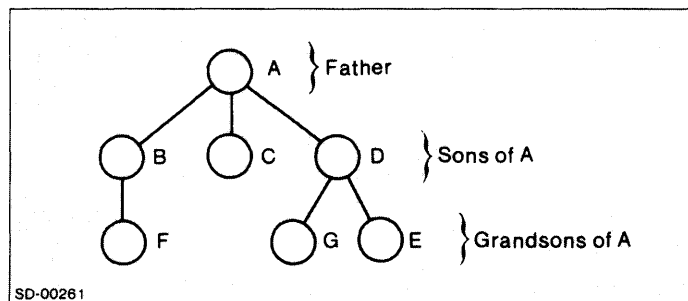 A } Father
B C D } Sons of A
F G E } Grandsons of A
SD-00261